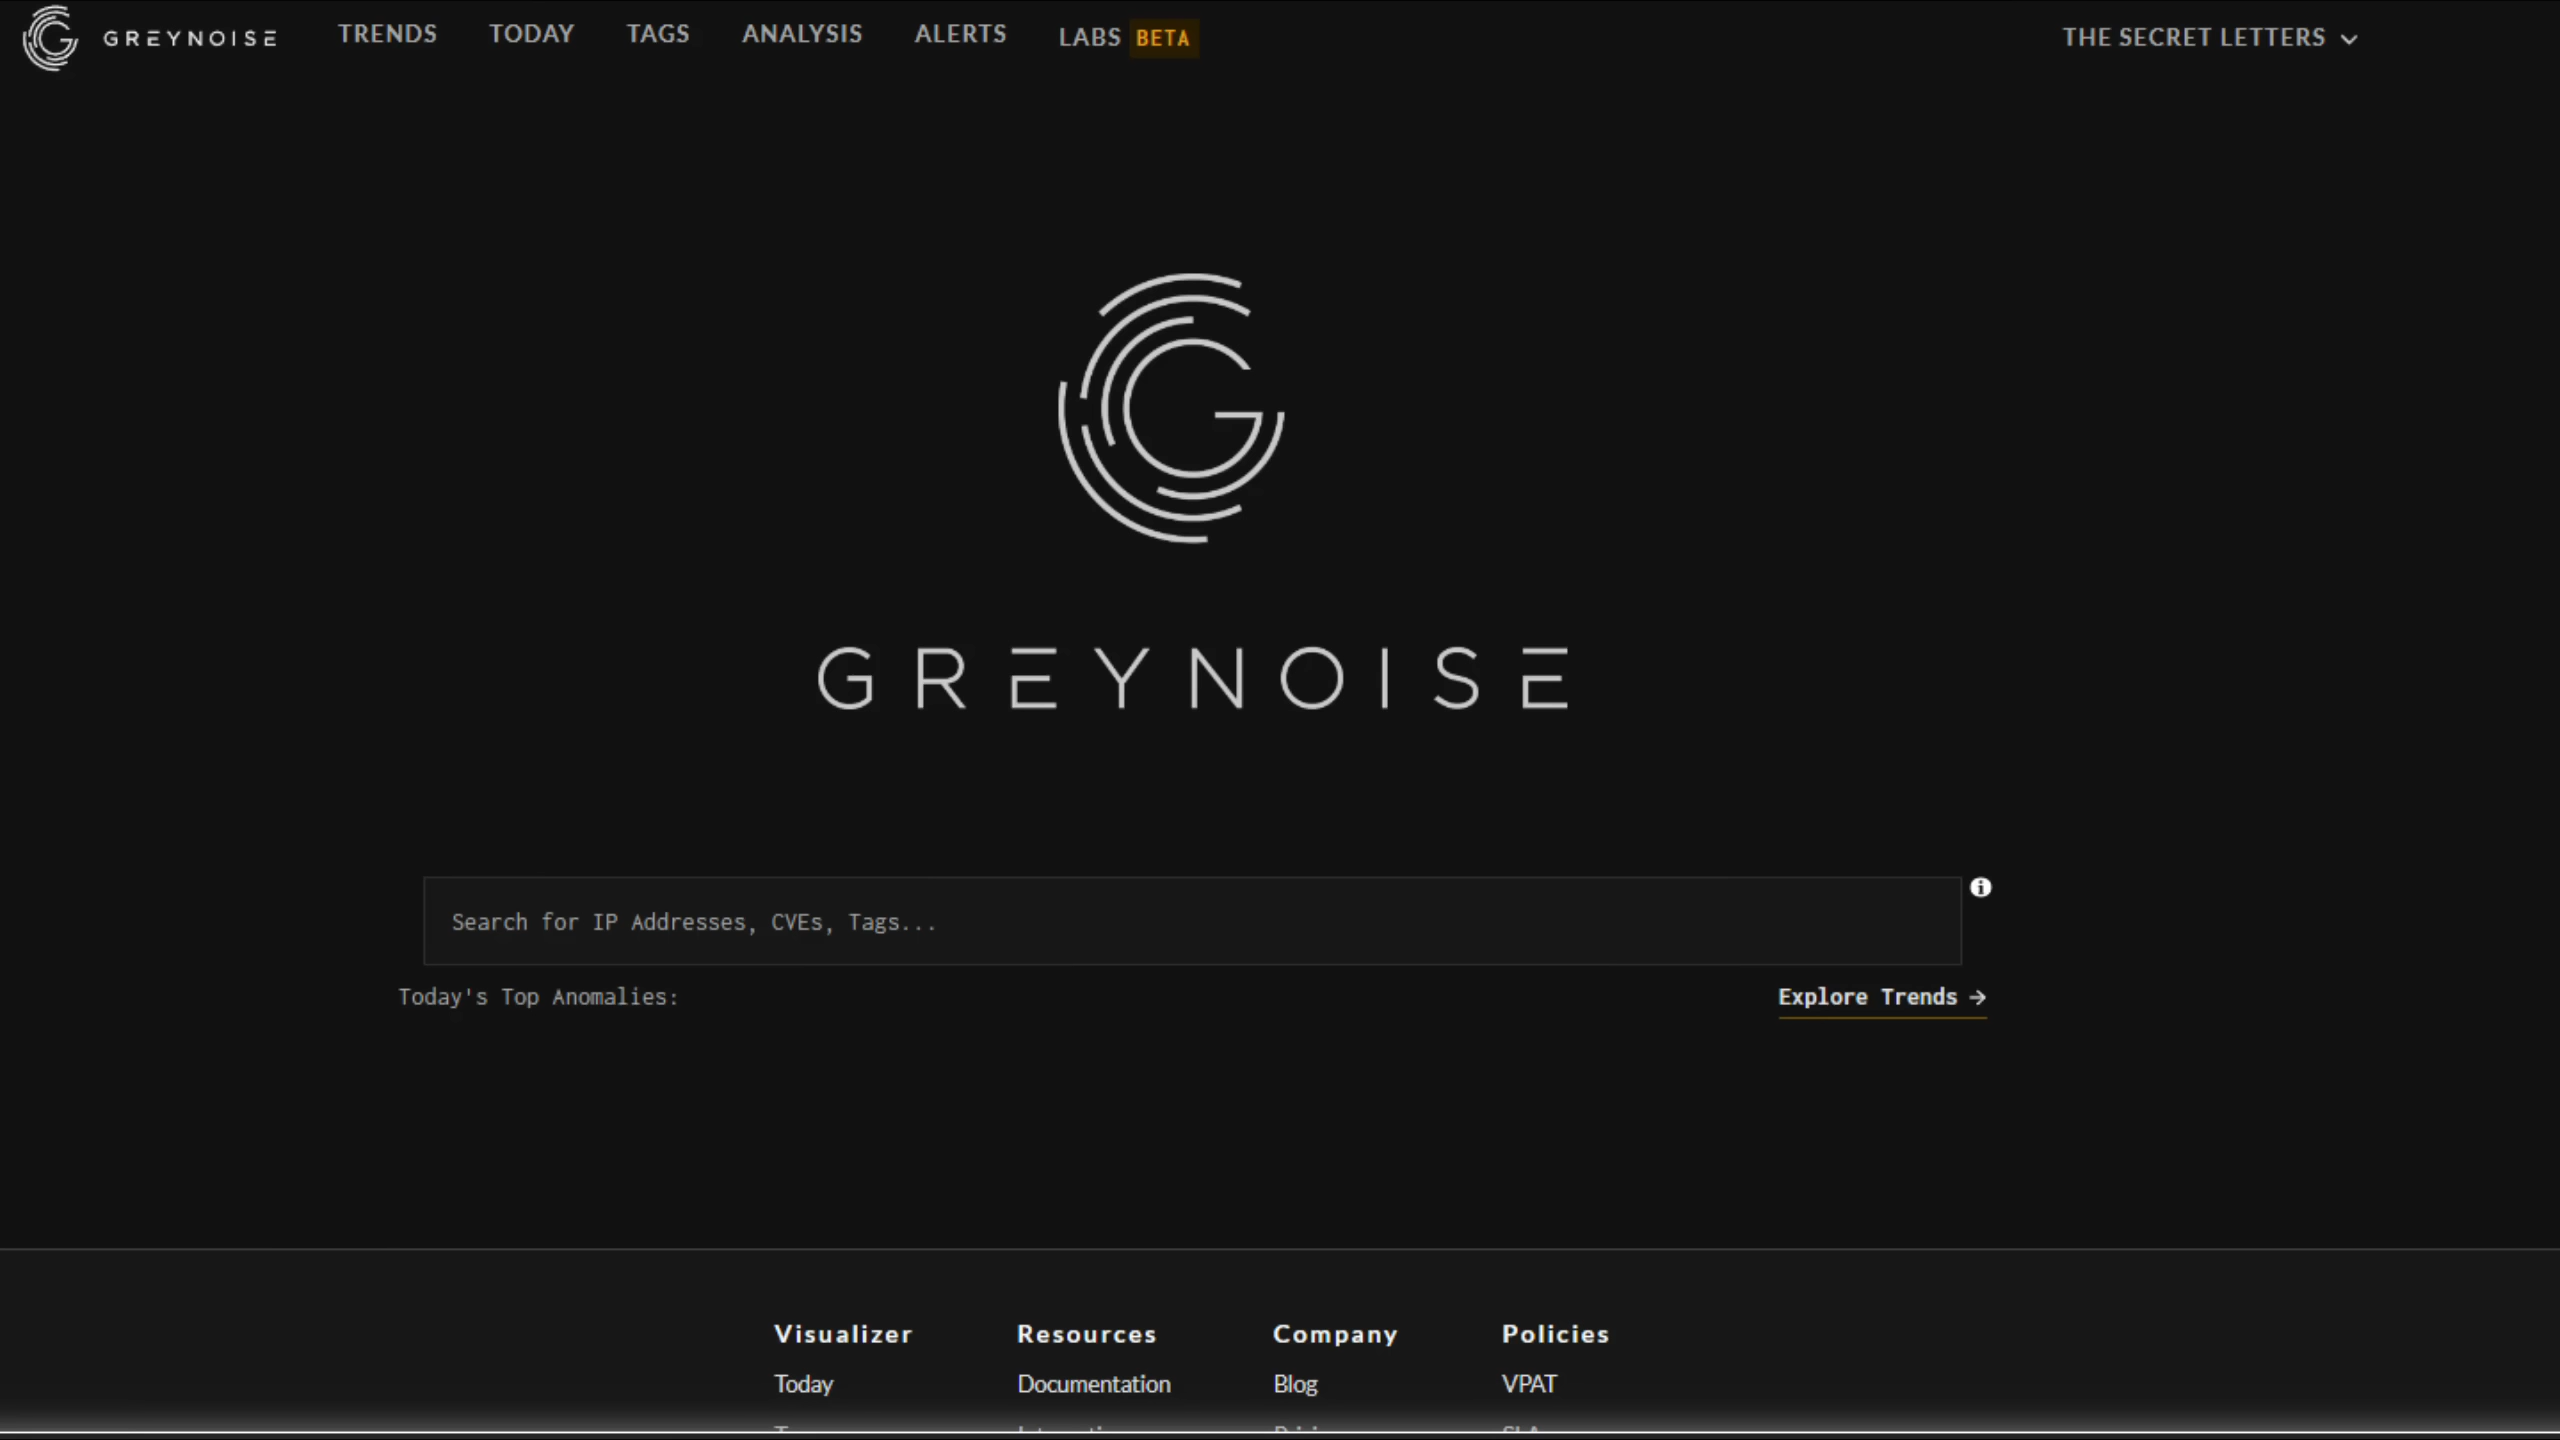 GREYNOISE TRENDS TODAY TAGS ANALYSIS ALERTS LABS BETA THE SECRET LETTERS
GREYNOISE
Search for IP Addresses, CVEs, Tags...
Today's Top Anomalies: Explore Trends →
Visualizer Resources Company Policies
Today Documentation Blog VPAT